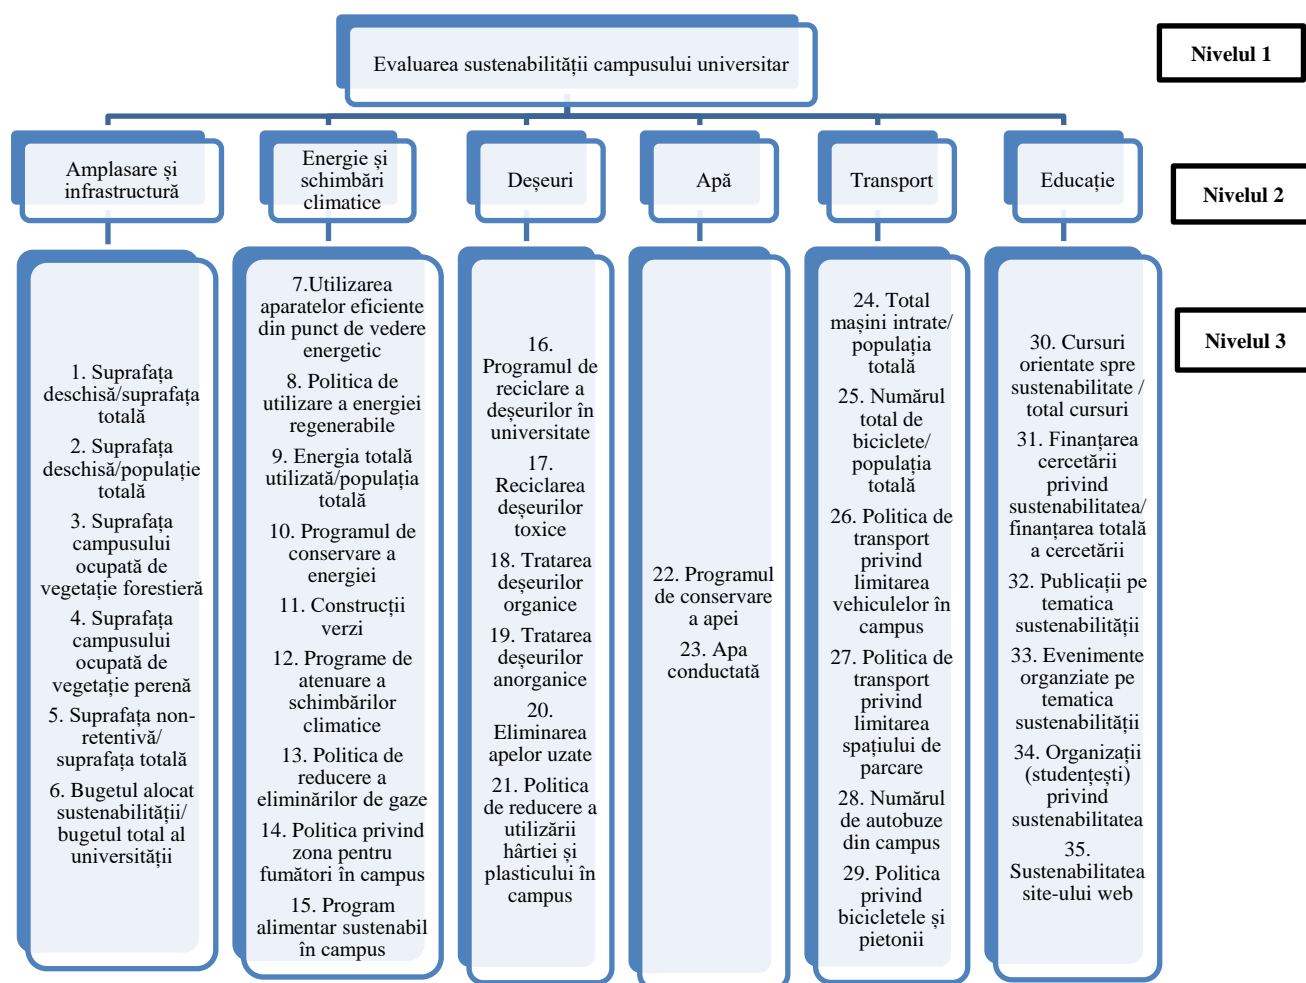 Evaluarea sustenabilității campusului universitar
Nivelul 1
Amplasare și
infrastructură
Energie și
schimbări
climatice
Deșeuri
Apă
Transport
Educație
Nivelul 2
1. Suprafața
deschisă/suprafața
totală
2. Suprafața
deschisă/populație
totală
3. Suprafața
campusului
ocupată de
vegetație forestieră
4. Suprafața
campusului
ocupată de
vegetație perenă
5. Suprafața non-
retentivă/
suprafața totală
6. Bugetul alocat
sustenabilității/
bugetul total al
universității
7.Utilizarea
aparatelor eficiente
din punct de vedere
energetic
8. Politica de
utilizare a energiei
regenerabile
9. Energia totală
utilizată/populația
totală
10. Programul de
conservare a
energiei
11. Construcții
verzi
12. Programe de
atenuare a
schimbărilor
climatice
13. Politica de
reducere a
eliminărilor de gaze
14. Politica privind
zona pentru
fumători în campus
15. Program
alimentar sustenabil
în campus
16.
Programul de
reciclare a
deșeurilor în
universitate
17.
Reciclarea
deșeurilor
toxice
18. Tratarea
deșeurilor
organice
19. Tratarea
deșeurilor
anorganice
20.
Eliminarea
apelor uzate
21. Politica
de reducere a
utilizării
hârtiei și
plasticului în
campus
22. Programul
de conservare
a apei
23. Apa
conductată
24. Total
mașini intrate/
populația
totală
25. Numărul
total de
biciclete/
populația
totală
26. Politica de
transport
privind
limitarea
vehiculelor în
campus
27. Politica de
transport
privind
limitarea
spațiului de
parcare
28. Numărul
de autobuze
din campus
29. Politica
privind
bicicletele și
pietonii
30. Cursuri
orientate spre
sustenabilitate /
total cursuri
31. Finanțarea
cercetării
privind
sustenabilitatea/
finanțarea totală
a cercetării
32. Publicații pe
tematica
sustenabilității
33. Evenimente
organziate pe
tematica
sustenabilității
34. Organizații
(studențești)
privind
sustenabilitatea
35.
Sustenabilitatea
site-ului web
Nivelul 3